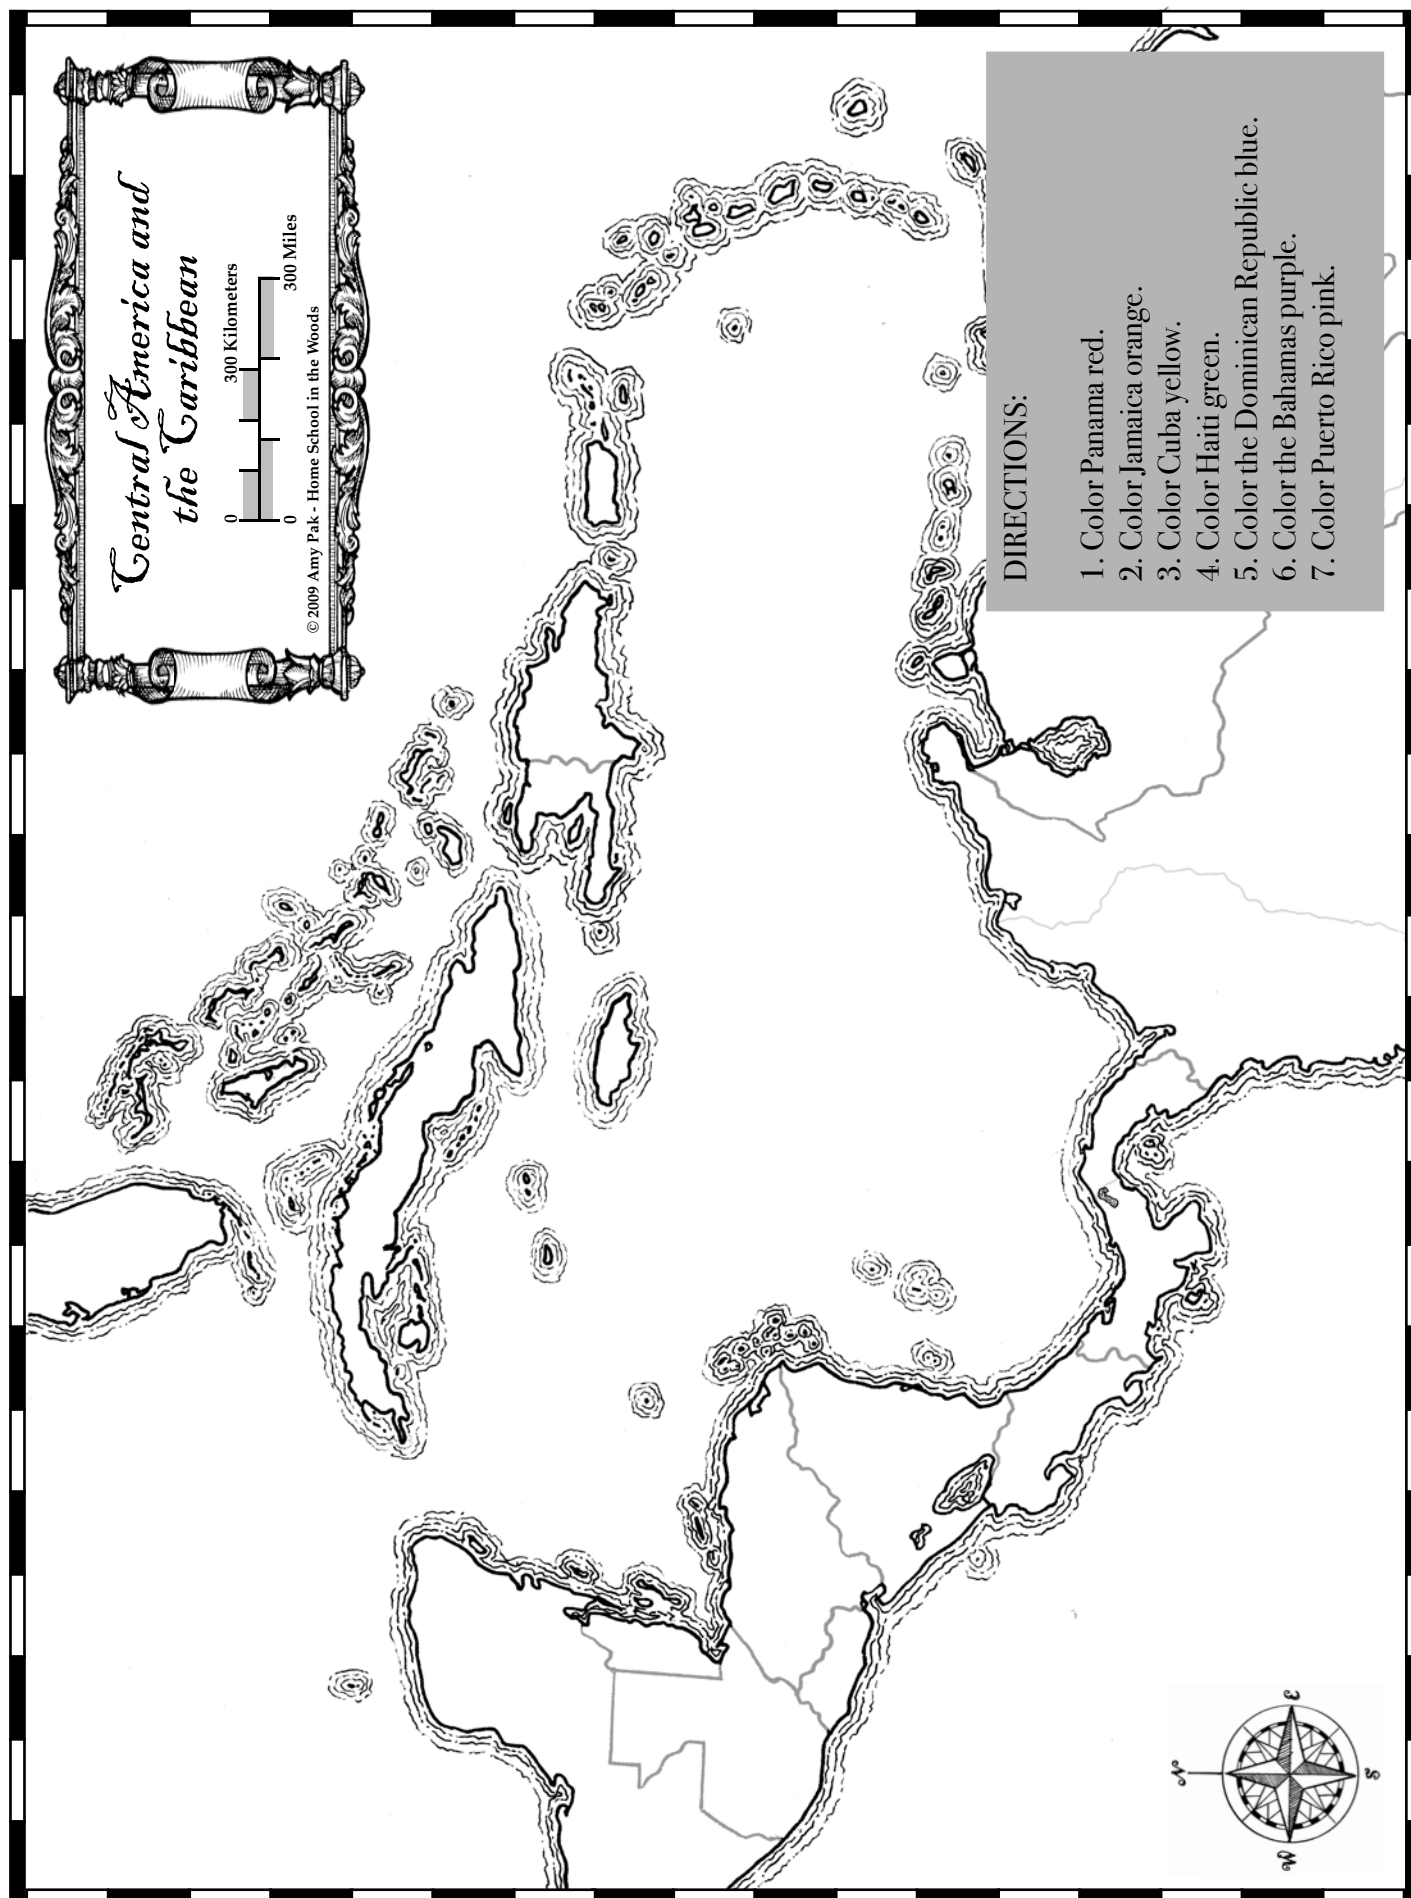 Central America and
the Caribbean
0 300 Kilometers
0 300 Miles
© 2009 Amy Pak - Home School in the Woods
DIRECTIONS:
1. Color Panama red.
2. Color Jamaica orange.
3. Color Cuba yellow.
4. Color Haiti green.
5. Color the Dominican Republic blue.
6. Color the Bahamas purple.
7. Color Puerto Rico pink.
N
W E
S